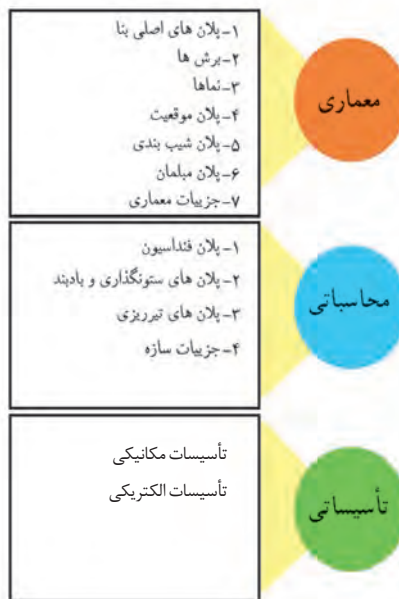 معماری
۱-پلان های اصلی بنا
۲-برش ها
۳-نماها
۴-پلان موقعیت
۵-پلان شیب بندی
۶-پلان مبلمان
۷-جزییات معماری
محاسباتی
۱-پلان فنداسیون
۲-پلان های ستونگذاری و بادبند
۳-پلان های تیرریزی
۴-جزییات سازه
تأسیساتی
تأسیسات مکانیکی
تأسیسات الکتریکی